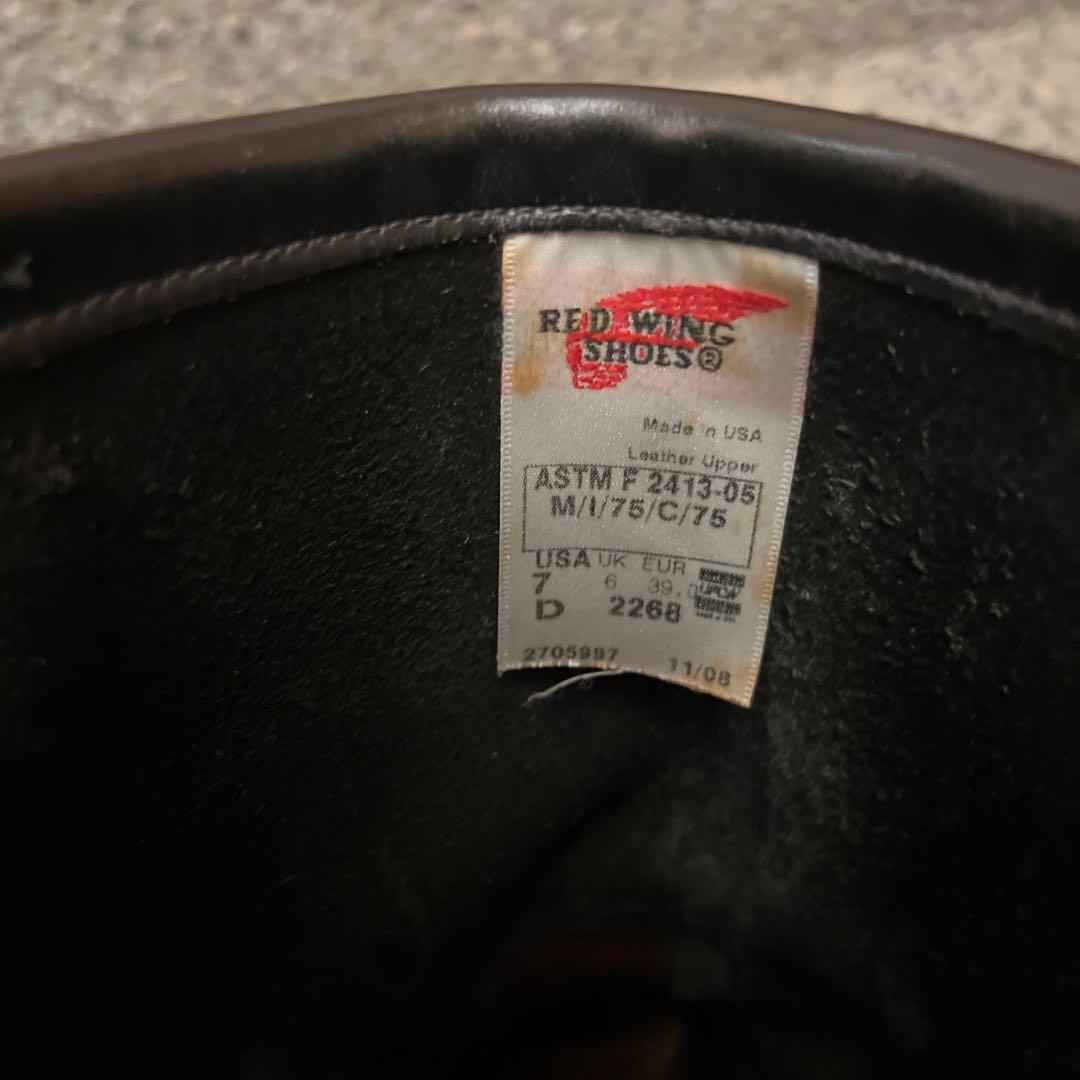 RED WING
SHOES®
Made in USA
Leather Upper
ASTM F 2413-05
M/I/75/C/75
USA UK EUR
7 6 39.0
D 2268
2705997 11/08